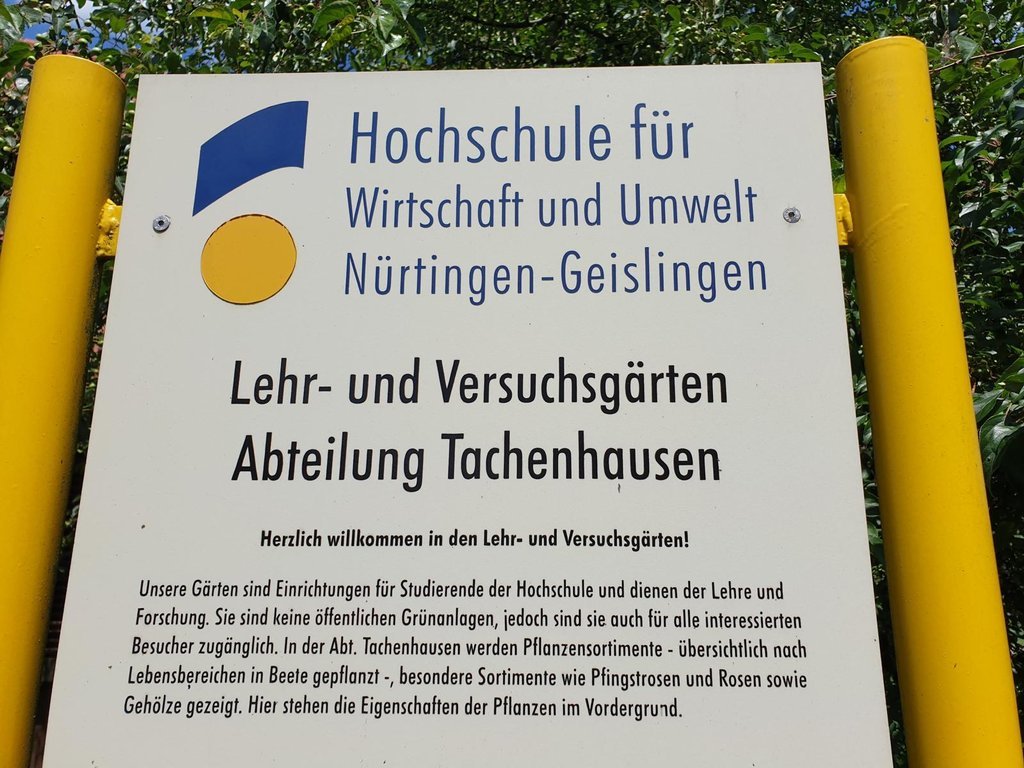 Hochschule für
Wirtschaft und Umwelt
Nürtingen-Geislingen
Lehr- und Versuchsgärten
Abteilung Tachenhausen
Herzlich willkommen in den Lehr- und Versuchsgärten!
Unsere Gärten sind Einrichtungen für Studierende der Hochschule und dienen der Lehre und
Forschung. Sie sind keine öffentlichen Grünanlagen, jedoch sind sie auch für alle interessierten
Besucher zugänglich. In der Abt. Tachenhausen werden Pflanzensortimente - übersichtlich nach
Lebensbereichen in Beete gepflanzt -, besondere Sortimente wie Pfingstrosen und Rosen sowie
Gehölze gezeigt. Hier stehen die Eigenschaften der Pflanzen im Vordergrund.